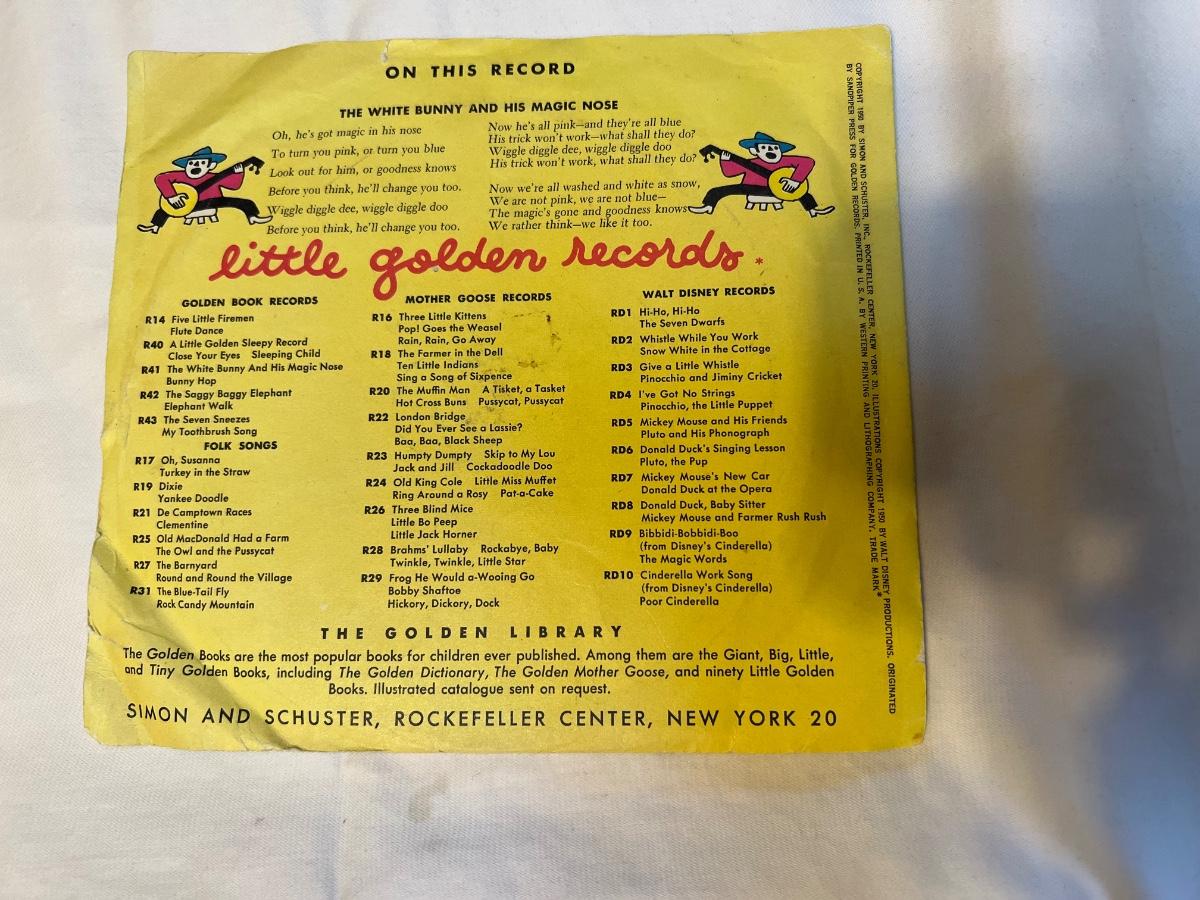 ON THIS RECORD
THE WHITE BUNNY AND HIS MAGIC NOSE
Oh, he's got magic in his nose
To turn you pink, or turn you blue
Look out for him, or goodness knows
Before you think, he'll change you too.
Wiggle diggle dee, wiggle diggle doo
Before you think, he'll change you too.
Now he's all pink—and they're all blue
His trick won't work—what shall they do?
Wiggle diggle dee, wiggle diggle doo
His trick won't work, what shall they do?
Now we're all washed and white as snow,
We are not pink, we are not blue—
The magic's gone and goodness knows
We rather think—we like it too.
little golden records *
GOLDEN BOOK RECORDS
R14 Five Little Firemen
Flute Dance
R40 A Little Golden Sleepy Record
Close Your Eyes Sleeping Child
R41 The White Bunny And His Magic Nose
Bunny Hop
R42 The Saggy Baggy Elephant
Elephant Walk
R43 The Seven Sneezes
My Toothbrush Song
FOLK SONGS
R17 Oh, Susanna
Turkey in the Straw
R19 Dixie
Yankee Doodle
R21 De Camptown Races
Clementine
R25 Old MacDonald Had a Farm
The Owl and the Pussycat
R27 The Barnyard
Round and Round the Village
R31 The Blue-Tail Fly
Rock Candy Mountain
MOTHER GOOSE RECORDS
R16 Three Little Kittens
Pop! Goes the Weasel
Rain, Rain, Go Away
R18 The Farmer in the Dell
Ten Little Indians
Sing a Song of Sixpence
R20 The Muffin Man A Tisket, a Tasket
Hot Cross Buns Pussycat, Pussycat
R22 London Bridge
Did You Ever See a Lassie?
Baa, Baa, Black Sheep
R23 Humpty Dumpty Skip to My Lou
Jack and Jill Cockadoodle Doo
R24 Old King Cole Little Miss Muffet
Ring Around a Rosy Pat-a-Cake
R26 Three Blind Mice
Little Bo Peep
Little Jack Horner
R28 Brahms' Lullaby Rockabye, Baby
Twinkle, Twinkle, Little Star
R29 Frog He Would a-Wooing Go
Bobby Shaftoe
Hickory, Dickory, Dock
WALT DISNEY RECORDS
RD1 Hi-Ho, Hi-Ho
The Seven Dwarfs
RD2 Whistle While You Work
Snow White in the Cottage
RD3 Give a Little Whistle
Pinocchio and Jiminy Cricket
RD4 I've Got No Strings
Pinocchio, the Little Puppet
RD5 Mickey Mouse and His Friends
Pluto and His Phonograph
RD6 Donald Duck's Singing Lesson
Pluto, the Pup
RD7 Mickey Mouse's New Car
Donald Duck at the Opera
RD8 Donald Duck, Baby Sitter
Mickey Mouse and Farmer Rush Rush
RD9 Bibbidi-Bobbidi-Boo
(from Disney's Cinderella)
The Magic Words
RD10 Cinderella Work Song
(from Disney's Cinderella)
Poor Cinderella
THE GOLDEN LIBRARY
The Golden Books are the most popular books for children ever published. Among them are the Giant, Big, Little,
and Tiny Golden Books, including The Golden Dictionary, The Golden Mother Goose, and ninety Little Golden
Books. Illustrated catalogue sent on request.
SIMON AND SCHUSTER, ROCKEFELLER CENTER, NEW YORK 20
COPYRIGHT 1950 BY SIMON AND SCHUSTER, INC., ROCKEFELLER CENTER, NEW YORK 20. ILLUSTRATIONS COPYRIGHT 1950 BY WALT DISNEY PRODUCTIONS. ORIGINATED
BY SANDPIPER PRESS FOR GOLDEN RECORDS. PRINTED IN U. S. A. BY WESTERN PRINTING AND LITHOGRAPHING COMPANY. TRADE MARK*